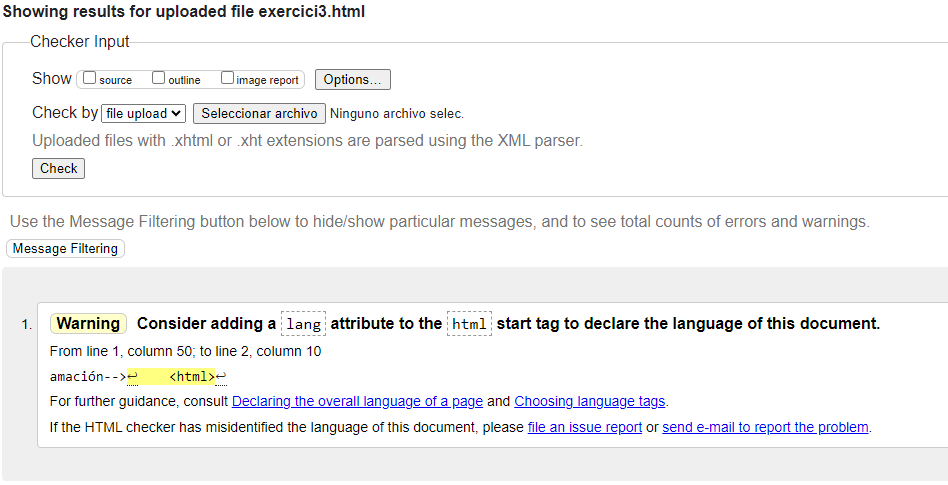 Showing results for uploaded file exercici3.html
Checker Input
Show source outline image report Options...
Check by file upload Seleccionar archivo Ninguno archivo selec.
Uploaded files with .xhtml or .xht extensions are parsed using the XML parser.
Check
Use the Message Filtering button below to hide/show particular messages, and to see total counts of errors and warnings.
Message Filtering
1. Warning Consider adding a lang attribute to the html start tag to declare the language of this document.
From line 1, column 50; to line 2, column 10
amación-->↩ <html>↩
For further guidance, consult Declaring the overall language of a page and Choosing language tags.
If the HTML checker has misidentified the language of this document, please file an issue report or send e-mail to report the problem.